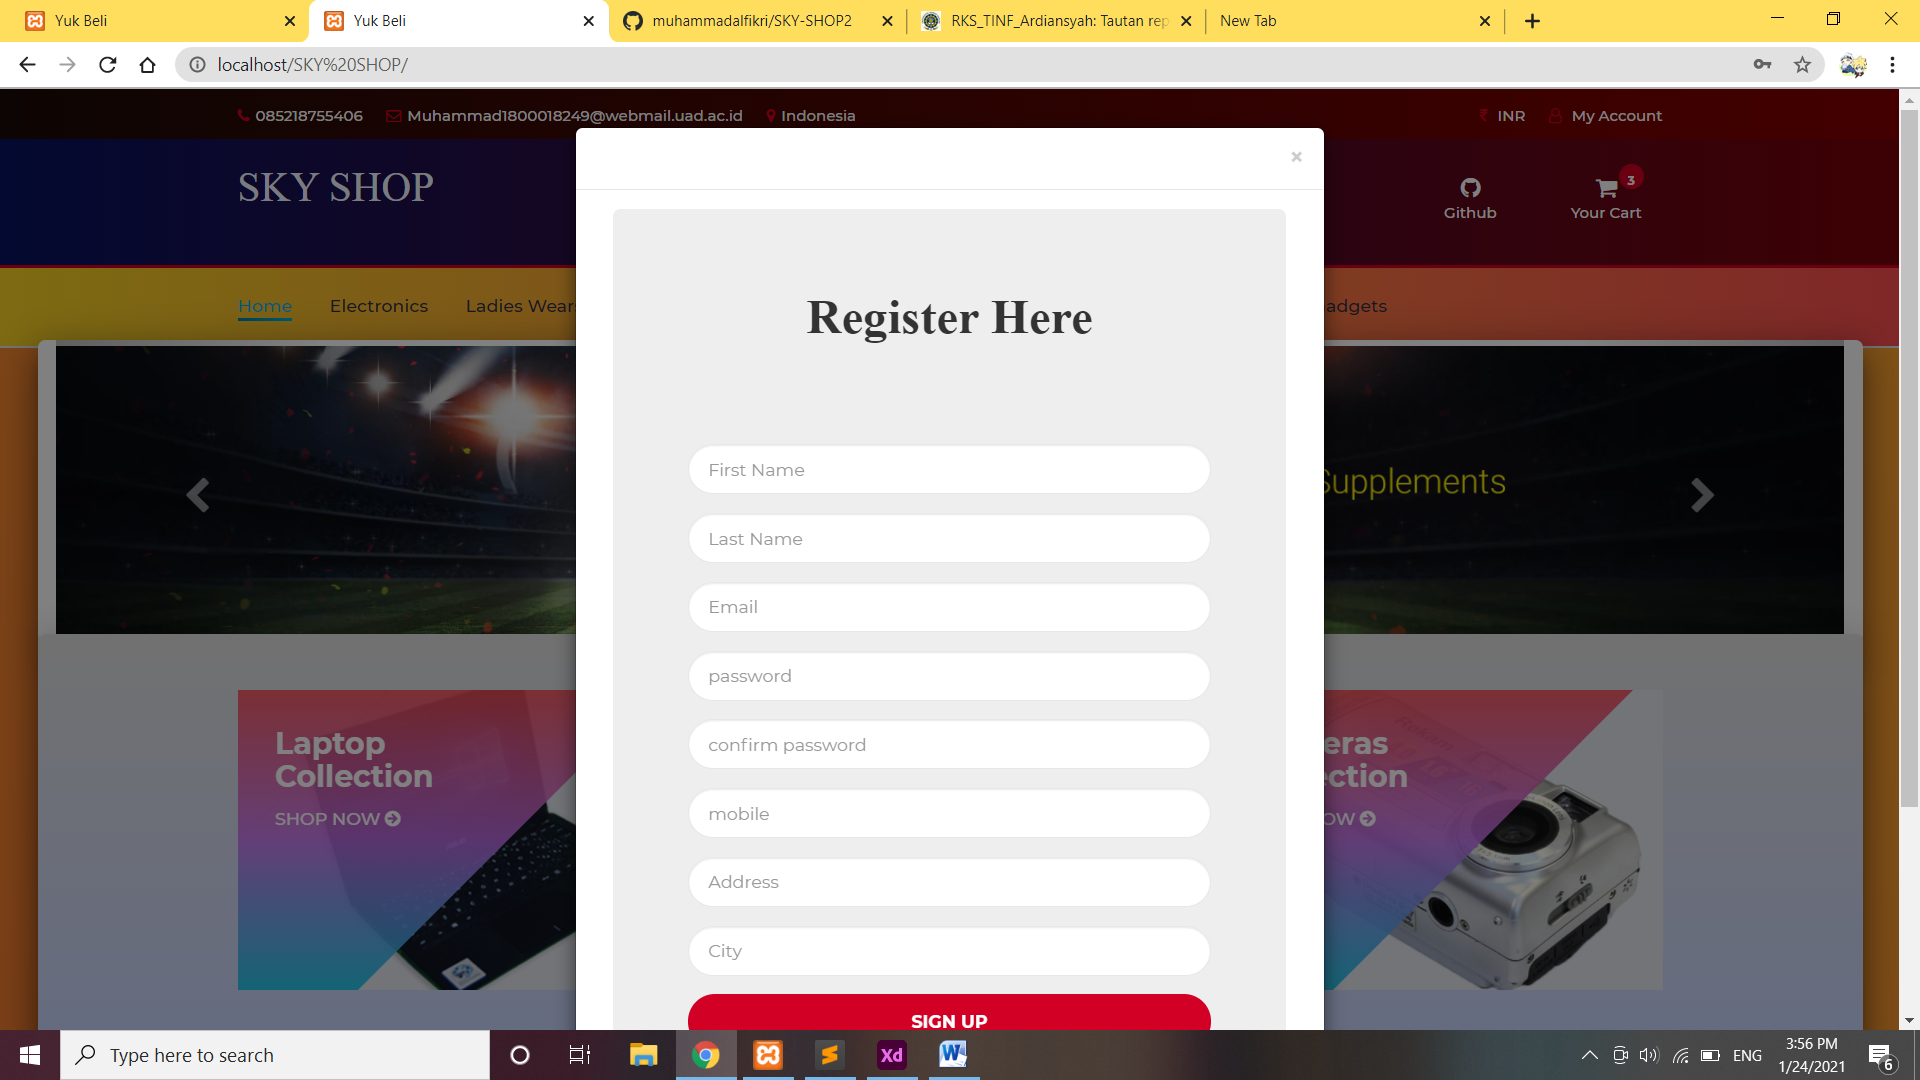 Yuk Beli
Yuk Beli
muhammadalfikri/SKY-SHOP2
RKS_TINF_Ardiansyah: Tautan rep
New Tab
localhost/SKY%20SHOP/
085218755406
Muhammad1800018249@webmail.uad.ac.id
Indonesia
INR
My Account
×
SKY SHOP
Github
3
Your Cart
Home
Electronics
Ladies Wears
adgets
Register Here
Supplements
First Name
Last Name
Email
password
confirm password
mobile
Address
City
SIGN UP
Laptop
Collection
SHOP NOW
eras
ection
OW
Type here to search
Xd
ENG
3:56 PM
1/24/2021
6